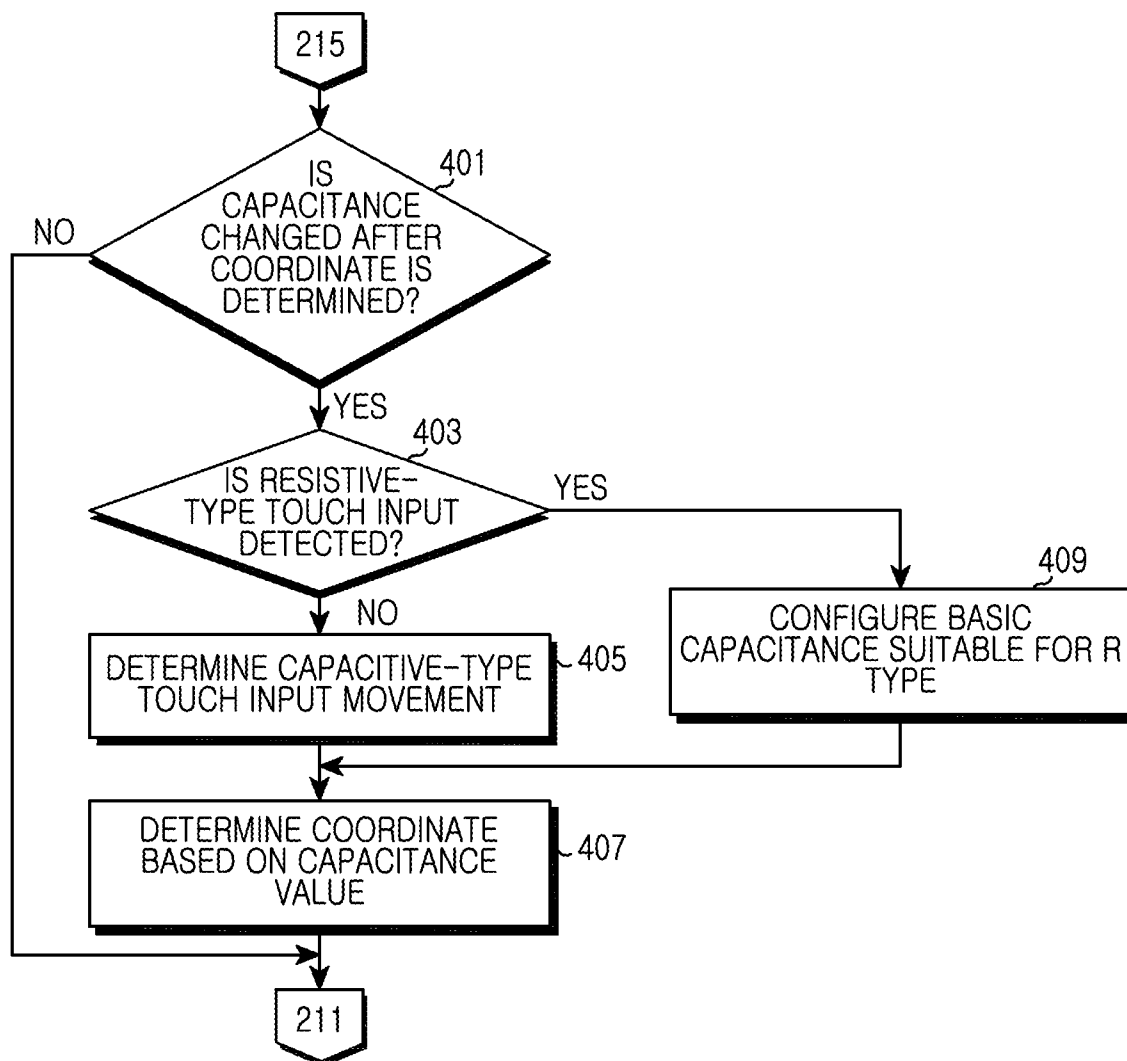 215
401
IS
CAPACITANCE
CHANGED AFTER
COORDINATE IS
DETERMINED?
NO
YES
403
IS RESISTIVE-
TYPE TOUCH INPUT
DETECTED?
YES
NO
409
CONFIGURE BASIC
CAPACITANCE SUITABLE FOR R
TYPE
DETERMINE CAPACITIVE-TYPE
TOUCH INPUT MOVEMENT
405
DETERMINE COORDINATE
BASED ON CAPACITANCE
VALUE
407
211